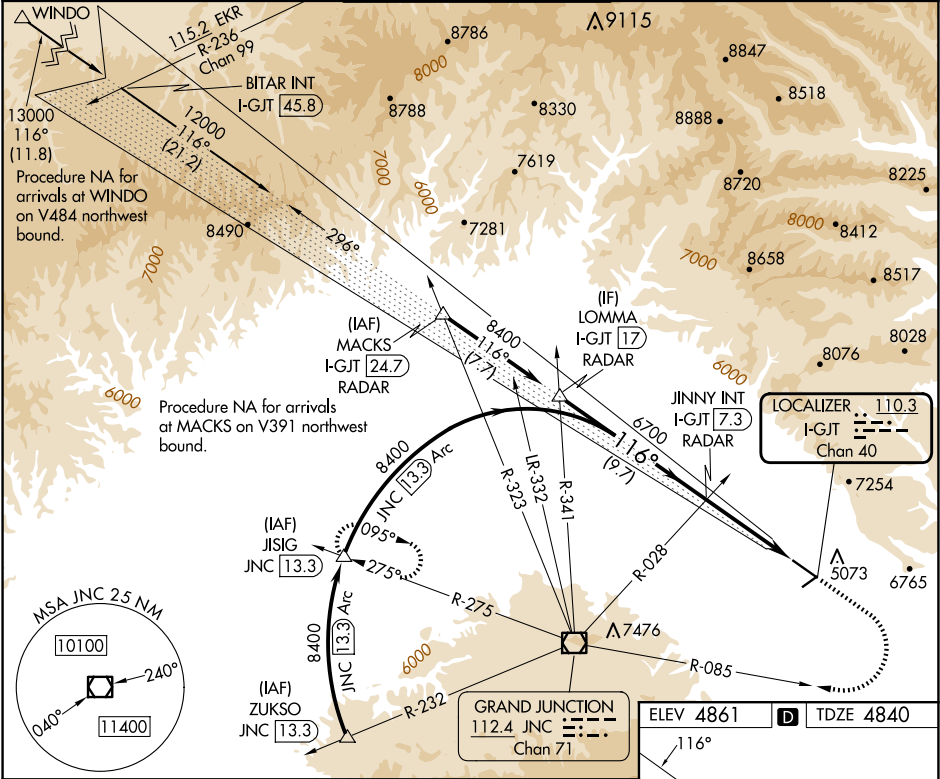 WINDO
115.2 EKR
R-236
Chan 99
BITAR INT
I-GJT 45.8
13000
116°
(11.8)
12000
116°
(21.2)
Procedure NA for
arrivals at WINDO
on V484 northwest
bound.
8786
8000
9115
8847
8788
8330
8518
8888
7000
6000
7619
8720
8225
8490
296°
7281
7000
8000
8412
7000
8658
8517
(IAF)
MACKS
I-GJT 24.7
RADAR
8400
116°
(7.7)
(IF)
LOMMA
I-GJT 17
RADAR
8028
8076
6000
6000
Procedure NA for arrivals
at MACKS on V391 northwest
bound.
JINNY INT
I-GJT 7.3
RADAR
6700
116°
(9.7)
LOCALIZER 110.3
I-GJT
Chan 40
7254
8400
JNC 13.3 Arc
R-323
LR-332
R-341
R-028
(IAF)
JISIG
JNC 13.3
095°
275°
R-275
5073
6765
MSA JNC 25 NM
10100
240°
040°
11400
8400
JNC 13.3 Arc
6000
7476
R-085
(IAF)
ZUKSO
JNC 13.3
R-232
GRAND JUNCTION
112.4 JNC
Chan 71
ELEV 4861
D
TDZE 4840
116°